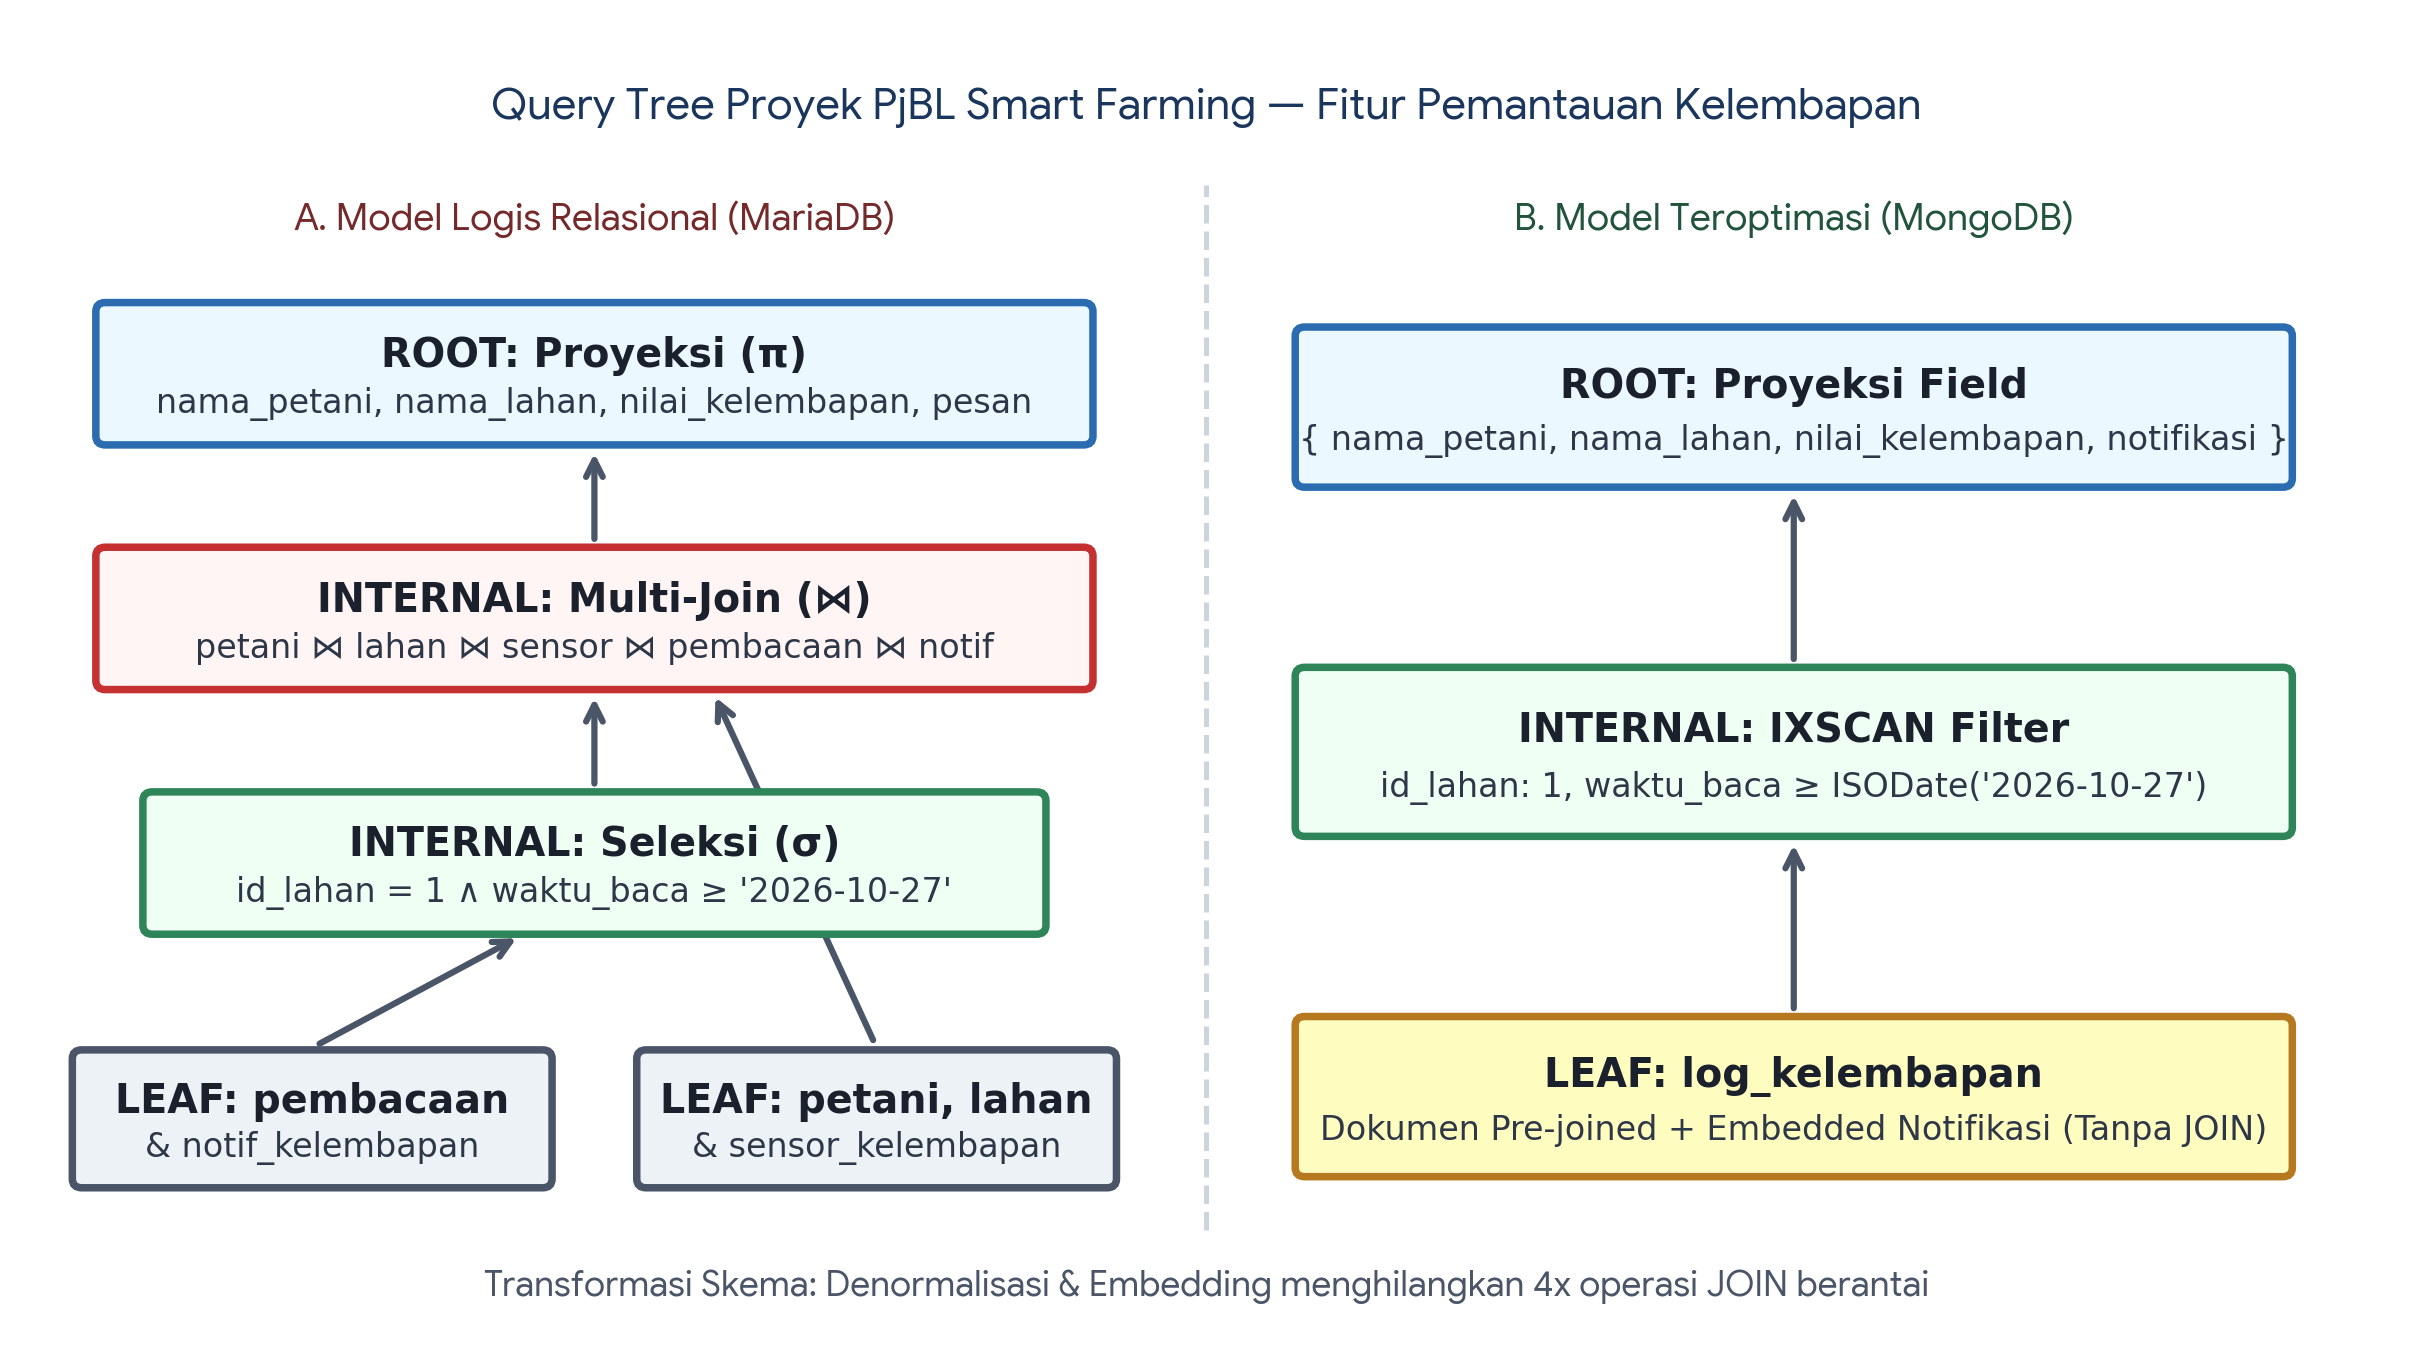 Query Tree Proyek PjBL Smart Farming — Fitur Pemantauan Kelembapan
A. Model Logis Relasional (MariaDB)
ROOT: Proyeksi (π)
nama_petani, nama_lahan, nilai_kelembapan, pesan
INTERNAL: Multi-Join (⋈)
petani ⋈ lahan ⋈ sensor ⋈ pembacaan ⋈ notif
INTERNAL: Seleksi (σ)
id_lahan = 1 ∧ waktu_baca ≥ '2026-10-27'
LEAF: pembacaan
& notif_kelembapan
LEAF: petani, lahan
& sensor_kelembapan
B. Model Teroptimasi (MongoDB)
ROOT: Proyeksi Field
{ nama_petani, nama_lahan, nilai_kelembapan, notifikasi }
INTERNAL: IXSCAN Filter
id_lahan: 1, waktu_baca ≥ ISODate('2026-10-27')
LEAF: log_kelembapan
Dokumen Pre-joined + Embedded Notifikasi (Tanpa JOIN)
Transformasi Skema: Denormalisasi & Embedding menghilangkan 4x operasi JOIN berantai